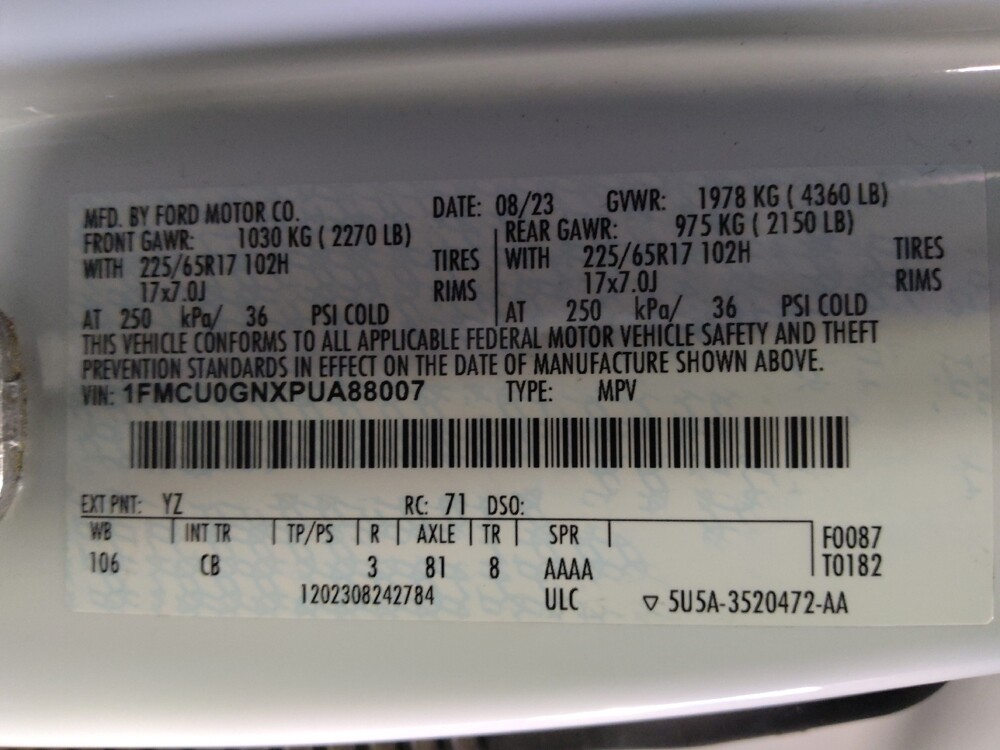 MFD. BY FORD MOTOR CO. DATE: 08/23 GVWR: 1978 KG ( 4360 LB)
FRONT GAWR: 1030 KG ( 2270 LB) REAR GAWR: 975 KG ( 2150 LB)
WITH 225/65R17 102H TIRES WITH 225/65R17 102H TIRES
17x7.0J RIMS 17x7.0J RIMS
AT 250 kPa/ 36 PSI COLD AT 250 kPa/ 36 PSI COLD
THIS VEHICLE CONFORMS TO ALL APPLICABLE FEDERAL MOTOR VEHICLE SAFETY AND THEFT
PREVENTION STANDARDS IN EFFECT ON THE DATE OF MANUFACTURE SHOWN ABOVE.
VIN: 1FMCU0GNXPUA88007 TYPE: MPV
EXT PNT: YZ RC: 71 DSO:
WB INT TR TP/PS R AXLE TR SPR F0087
106 CB 3 81 8 AAAA T0182
1202308242784 ULC ▽ 5U5A-3520472-AA